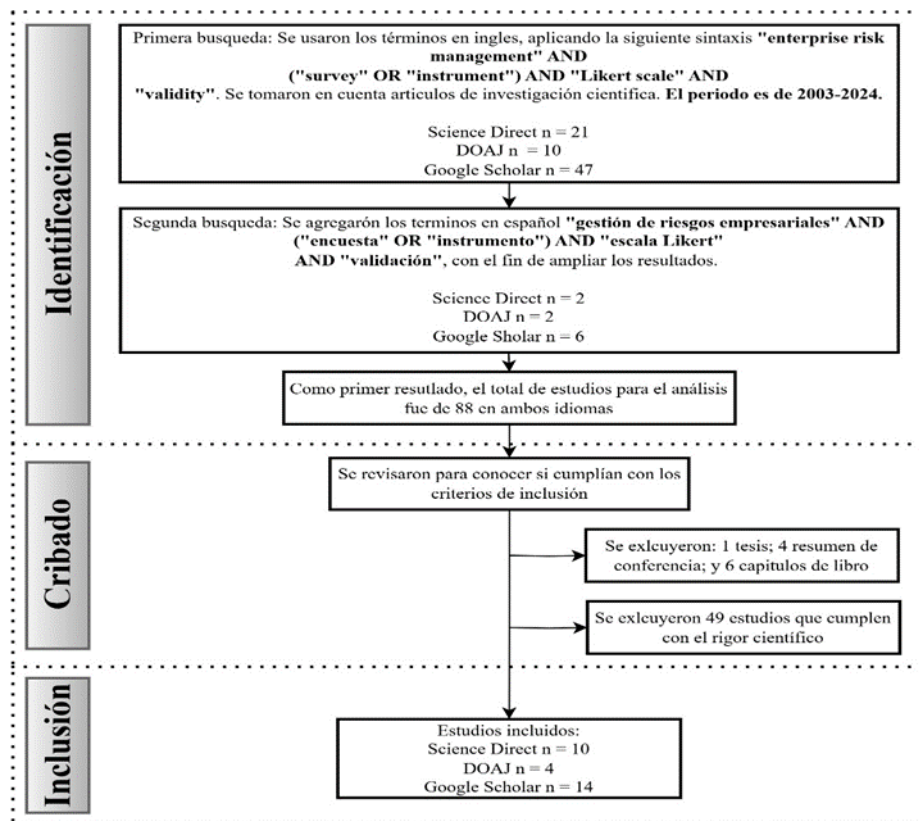 Identificación
Primera busqueda: Se usaron los términos en ingles, aplicando la siguiente sintaxis "enterprise risk
management" AND
("survey" OR "instrument") AND "Likert scale" AND
"validity". Se tomaron en cuenta articulos de investigación científica. El periodo es de 2003-2024.
Science Direct n = 21
DOAJ n = 10
Google Scholar n = 47
Segunda busqueda: Se agregarón los terminos en español "gestión de riesgos empresariales" AND
("encuesta" OR "instrumento") AND "escala Likert"
AND "validación", con el fin de ampliar los resultados.
Science Direct n = 2
DOAJ n = 2
Google Sholar n = 6
Como primer resutlado, el total de estudios para el análisis
fue de 88 en ambos idiomas
Cribado
Se revisaron para conocer si cumplían con los
criterios de inclusión
Se exlcuyeron: 1 tesis; 4 resumen de
conferencia; y 6 capitulos de libro
Se exlcuyeron 49 estudios que cumplen
con el rigor científico
Inclusión
Estudios incluidos:
Science Direct n = 10
DOAJ n = 4
Google Scholar n = 14